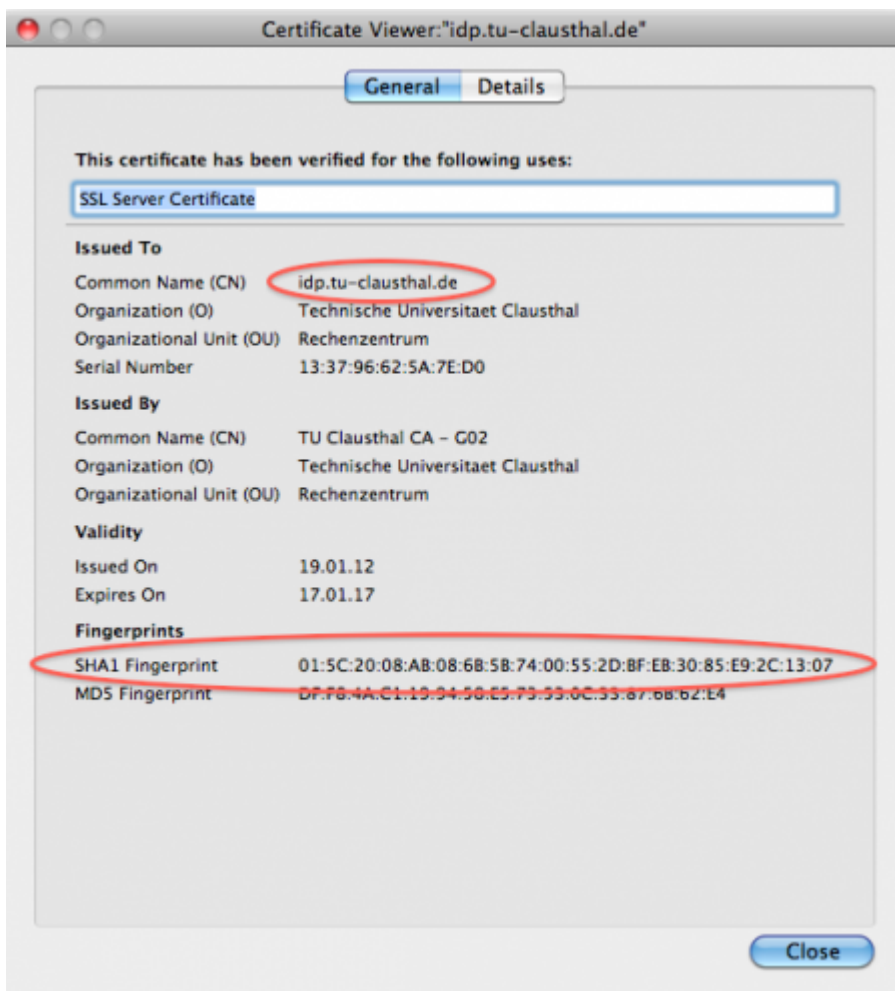 Certificate Viewer:"idp.tu-clausthal.de"
General Details
This certificate has been verified for the following uses:
SSL Server Certificate
Issued To
Common Name (CN) idp.tu-clausthal.de
Organization (O) Technische Universitaet Clausthal
Organizational Unit (OU) Rechenzentrum
Serial Number 13:37:96:62:5A:7E:D0
Issued By
Common Name (CN) TU Clausthal CA - G02
Organization (O) Technische Universitaet Clausthal
Organizational Unit (OU) Rechenzentrum
Validity
Issued On 19.01.12
Expires On 17.01.17
Fingerprints
SHA1 Fingerprint 01:5C:20:08:AB:08:6B:5B:74:00:55:2D:BF:EB:30:85:E9:2C:13:07
MD5 Fingerprint
Close